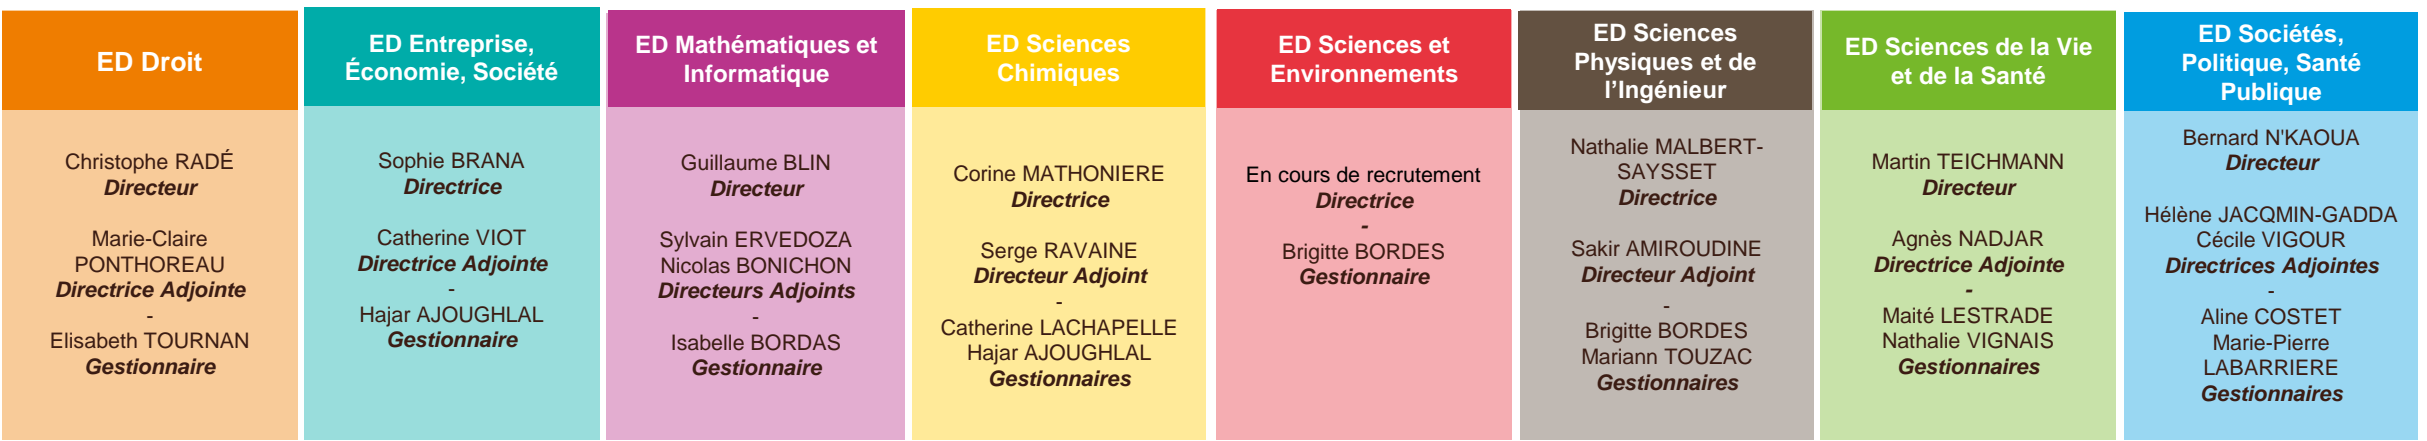 ED Droit
Christophe RADÉ
Directeur
Marie-Claire
PONTHOREAU
Directrice Adjointe
-
Elisabeth TOURNAN
Gestionnaire
ED Entreprise,
Économie, Société
Sophie BRANA
Directrice
Catherine VIOT
Directrice Adjointe
-
Hajar AJOUGHLAL
Gestionnaire
ED Mathématiques et
Informatique
Guillaume BLIN
Directeur
Sylvain ERVEDOZA
Nicolas BONICHON
Directeurs Adjoints
-
Isabelle BORDAS
Gestionnaire
ED Sciences
Chimiques
Corine MATHONIERE
Directrice
Serge RAVAINE
Directeur Adjoint
-
Catherine LACHAPELLE
Hajar AJOUGHLAL
Gestionnaires
ED Sciences et
Environnements
En cours de recrutement
Directrice
-
Brigitte BORDES
Gestionnaire
ED Sciences
Physiques et de
l’Ingénieur
Nathalie MALBERT-
SAYSSET
Directrice
Sakir AMIROUDINE
Directeur Adjoint
-
Brigitte BORDES
Mariann TOUZAC
Gestionnaires
ED Sciences de la Vie
et de la Santé
Martin TEICHMANN
Directeur
Agnès NADJAR
Directrice Adjointe
-
Maité LESTRADE
Nathalie VIGNAIS
Gestionnaires
ED Sociétés,
Politique, Santé
Publique
Bernard N'KAOUA
Directeur
Hélène JACQMIN-GADDA
Cécile VIGOUR
Directrices Adjointes
-
Aline COSTET
Marie-Pierre
LABARRIERE
Gestionnaires